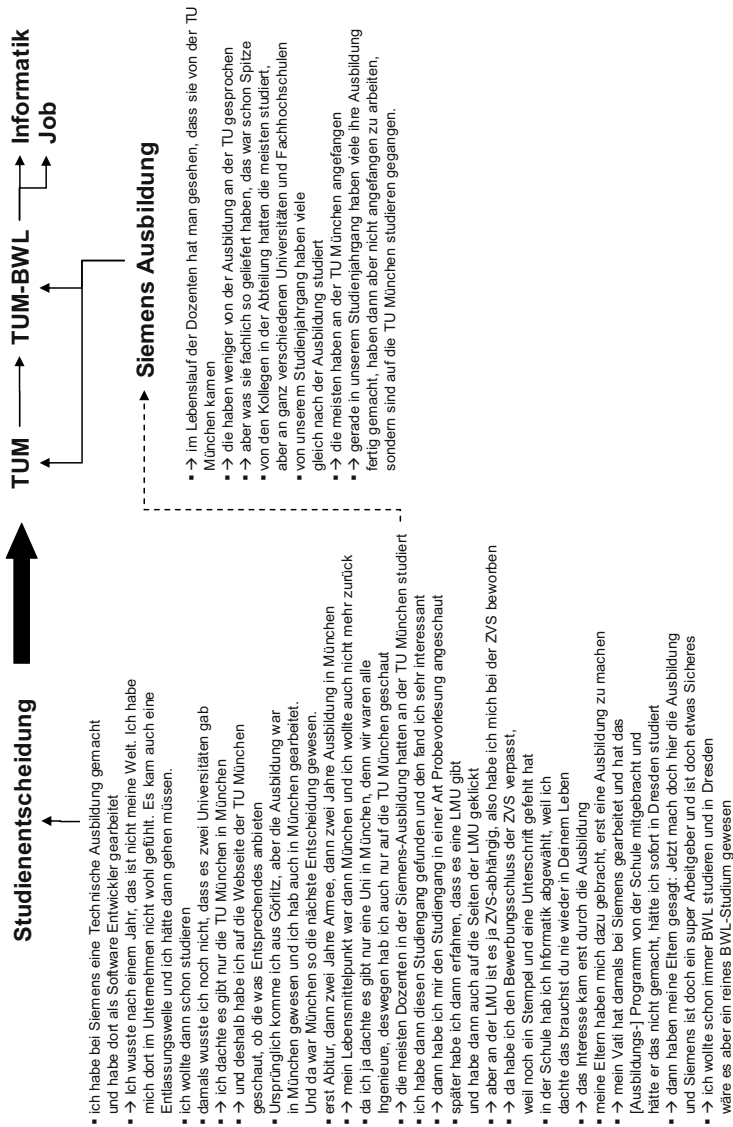 Studienentscheidung
TUM
TUM-BWL
Informatik
Job
▪ ich habe bei Siemens eine Technische Ausbildung gemacht
und habe dort als Software Entwickler gearbeitet
▪ → Ich wusste nach einem Jahr, das ist nicht meine Welt. Ich habe
mich dort im Unternehmen nicht wohl gefühlt. Es kam auch eine
Entlassungswelle und ich hätte dann gehen müssen.
▪ ich wollte dann schon studieren
▪ damals wusste ich noch nicht, dass es zwei Universitäten gab
▪ → ich dachte es gibt nur die TU München in München
▪ → und deshalb habe ich auf die Webseite der TU München
geschaut, ob die was Entsprechendes anbieten
▪ Ursprünglich komme ich aus Görlitz, aber die Ausbildung war
in München gewesen und ich hab auch in München gearbeitet.
Und da war München so die nächste Entscheidung gewesen.
▪ erst Abitur, dann zwei Jahre Armee, dann zwei Jahre Ausbildung in München
▪ → mein Lebensmittelpunkt war dann München und ich wollte auch nicht mehr zurück
▪ da ich ja dachte es gibt nur eine Uni in München, denn wir waren alle
Ingenieure, deswegen hab ich auch nur auf die TU München geschaut
▪ → die meisten Dozenten in der Siemens-Ausbildung hatten an der TU München studiert
▪ ich habe dann diesen Studiengang gefunden und den fand ich sehr interessant
▪ → dann habe ich mir den Studiengang in einer Art Probevorlesung angeschaut
▪ später habe ich dann erfahren, dass es eine LMU gibt
und habe dann auch auf die Seiten der LMU geklickt
▪ → aber an der LMU ist es ja ZVS-abhängig, also habe ich mich bei der ZVS beworben
▪ → da habe ich den Bewerbungsschluss der ZVS verpasst,
weil noch ein Stempel und eine Unterschrift gefehlt hat
▪ in der Schule hab ich Informatik abgewählt, weil ich
dachte das brauchst du nie wieder in Deinem Leben
▪ → das Interesse kam erst durch die Ausbildung
▪ meine Eltern haben mich dazu gebracht, erst eine Ausbildung zu machen
▪ → mein Vati hat damals bei Siemens gearbeitet und hat das
[Ausbildungs-] Programm von der Schule mitgebracht und
hätte er das nicht gemacht, hätte ich sofort in Dresden studiert
▪ → dann haben meine Eltern gesagt: Jetzt mach doch hier die Ausbildung
und Siemens ist doch ein super Arbeitgeber und ist doch etwas Sicheres
▪ → ich wollte schon immer BWL studieren und in Dresden
wäre es aber ein reines BWL-Studium gewesen
Siemens Ausbildung
▪ → im Lebenslauf der Dozenten hat man gesehen, dass sie von der TU
München kamen
▪ → die haben weniger von der Ausbildung an der TU gesprochen
▪ → aber was sie fachlich so geliefert haben, das war schon Spitze
▪ von den Kollegen in der Abteilung hatten die meisten studiert,
aber an ganz verschiedenen Universitäten und Fachhochschulen
▪ von unserem Studienjahrgang haben viele
gleich nach der Ausbildung studiert
▪ → die meisten haben an der TU München angefangen
▪ → gerade in unserem Studienjahrgang haben viele ihre Ausbildung
fertig gemacht, haben dann aber nicht angefangen zu arbeiten,
sondern sind auf die TU München studieren gegangen.